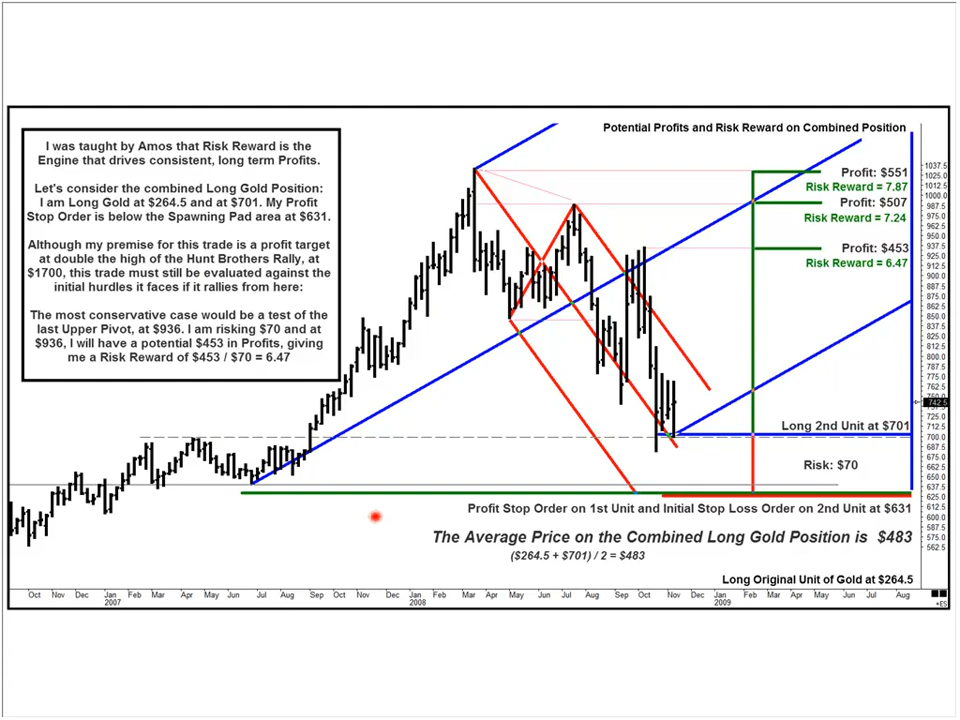 I was taught by Amos that Risk Reward is the
Engine that drives consistent, long term Profits.
Let's consider the combined Long Gold Position:
I am Long Gold at $264.5 and at $701. My Profit
Stop Order is below the Spawning Pad area at $631.
Although my premise for this trade is a profit target
at double the high of the Hunt Brothers Rally, at
$1700, this trade must still be evaluated against the
initial hurdles it faces if it rallies from here:
The most conservative case would be a test of the
last Upper Pivot, at $936. I am risking $70 and at
$936, I will have a potential $453 in Profits, giving
me a Risk Reward of $453 / $70 = 6.47
Potential Profits and Risk Reward on Combined Position
Profit: $551
Risk Reward = 7.87
Profit: $507
Risk Reward = 7.24
Profit: $453
Risk Reward = 6.47
Long 2nd Unit at $701
Risk: $70
Profit Stop Order on 1st Unit and Initial Stop Loss Order on 2nd Unit at $631
The Average Price on the Combined Long Gold Position is $483
($264.5 + $701) / 2 = $483
Long Original Unit of Gold at $264.5
1037.5
1025.0
1012.5
1000.0
987.5
975.0
962.5
950.0
937.5
925.0
912.5
900.0
887.5
875.0
862.5
850.0
837.5
825.0
812.5
800.0
787.5
775.0
762.5
742.5
725.0
712.5
700.0
687.5
675.0
662.5
650.0
637.5
625.0
612.5
600.0
587.5
575.0
562.5
Oct Nov Dec Jan Feb Mar Apr May Jun Jul Aug Sep Oct Nov Dec Jan Feb Mar Apr May Jun Jul Aug Sep Oct Nov Dec Jan Feb Mar Apr May Jun Jul Aug
2007 2008 2009
+ES